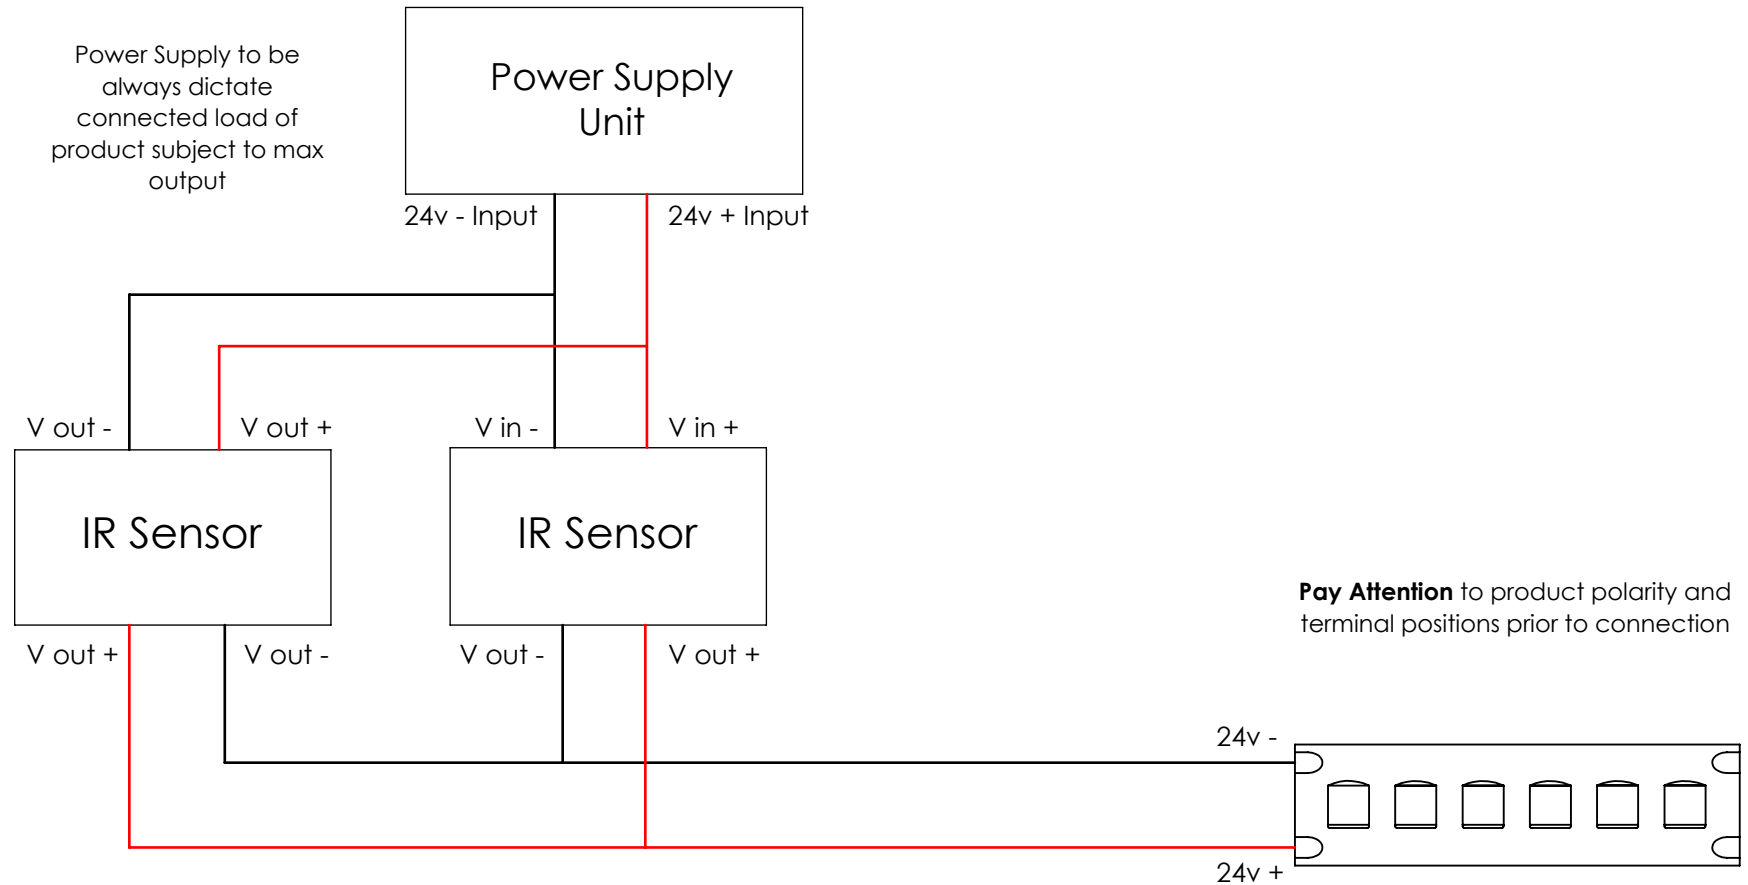 Power Supply to be
always dictate
connected load of
product subject to max
output
Power Supply
Unit
24v - Input
24v + Input
V out -
V out +
V in -
V in +
IR Sensor
IR Sensor
V out +
V out -
V out -
V out +
Pay Attention to product polarity and
terminal positions prior to connection
24v -
24v +